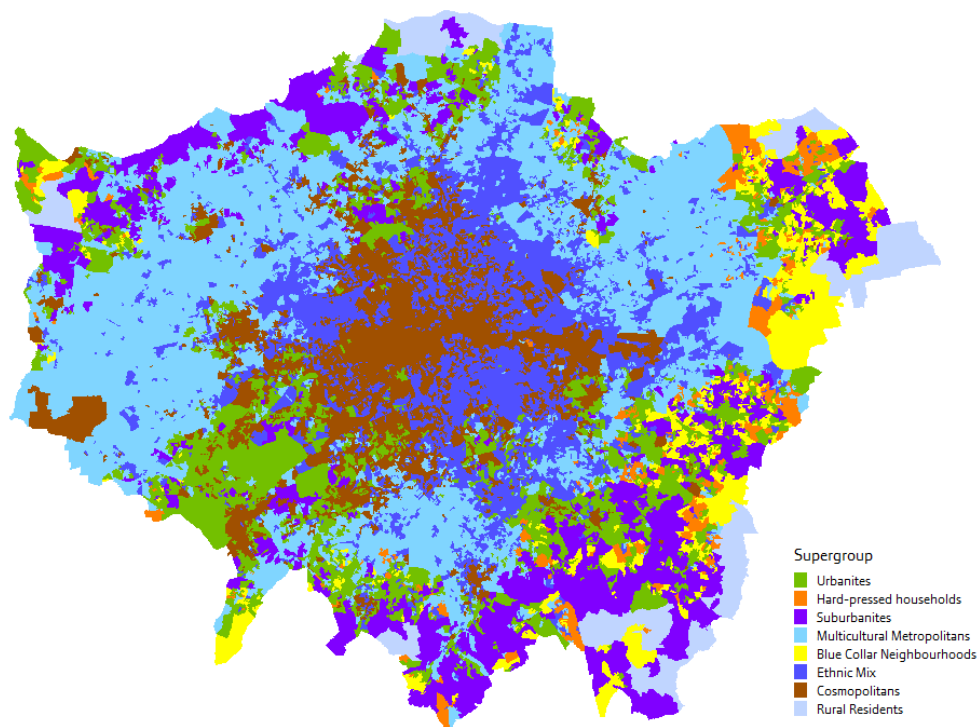 Supergroup
Urbanites
Hard-pressed households
Suburbanites
Multicultural Metropolitans
Blue Collar Neighbourhoods
Ethnic Mix
Cosmopolitans
Rural Residents